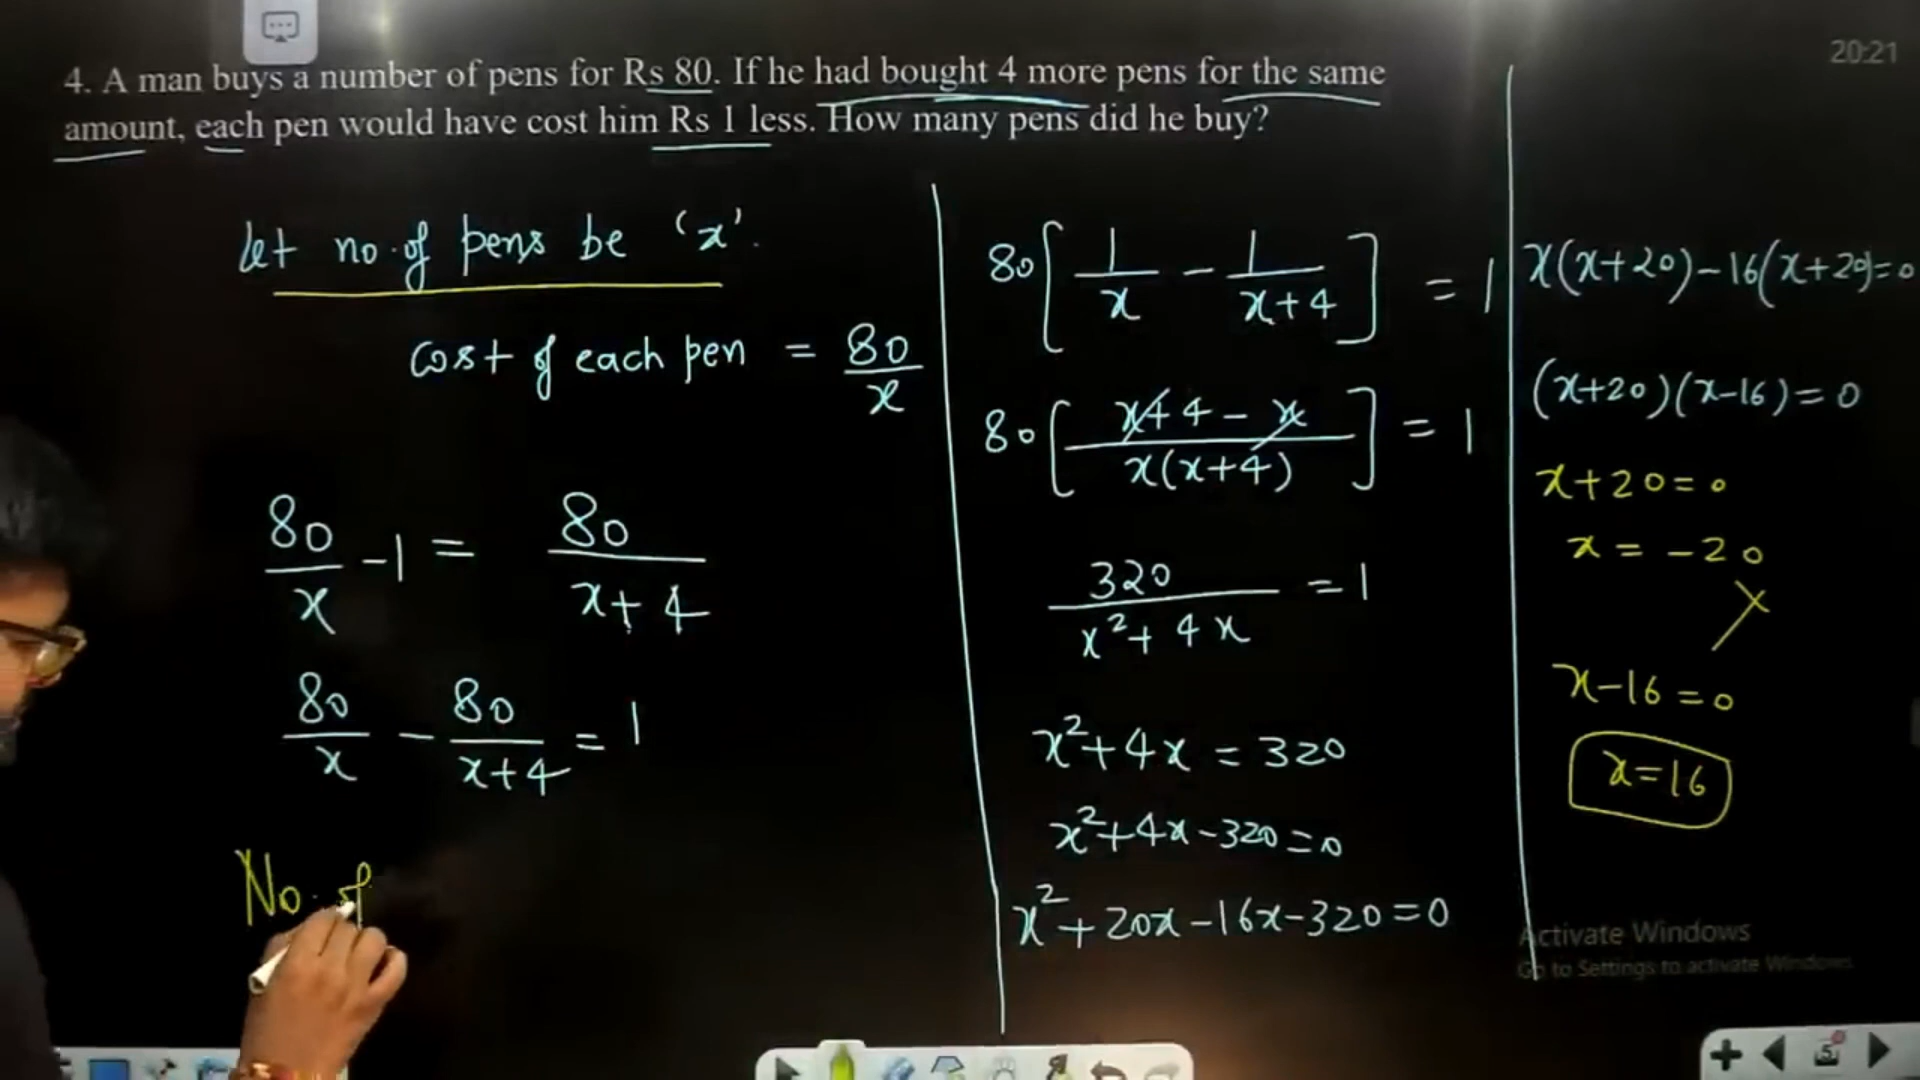 20:21
4. A man buys a number of pens for Rs 80. If he had bought 4 more pens for the same
amount, each pen would have cost him Rs 1 less. How many pens did he buy?
Let no. of pens be 'x'.
cost of each pen = 80/x
80/x - 1 = 80/(x+4)
80/x - 80/(x+4) = 1
No. of
80[1/x - 1/(x+4)] = 1
80[(x+4-x)/(x(x+4))] = 1
320/(x²+4x) = 1
x²+4x = 320
x²+4x-320=0
x²+20x-16x-320=0
x(x+20)-16(x+20)=0
(x+20)(x-16)=0
x+20=0
x = -20
x-16=0
x=16
Activate Windows
Go to Settings to activate Windows
5